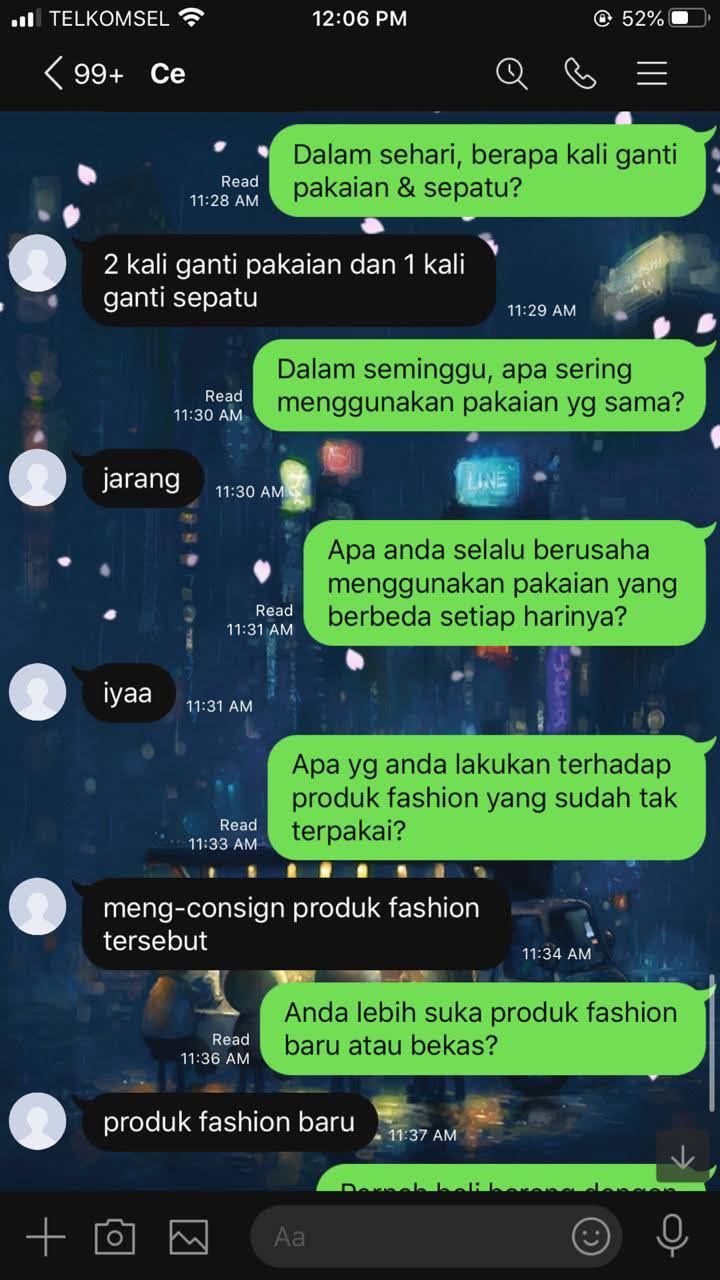 TELKOMSEL 12:06 PM 52%
99+ Ce
Dalam sehari, berapa kali ganti
pakaian & sepatu?
Read
11:28 AM
2 kali ganti pakaian dan 1 kali
ganti sepatu
11:29 AM
Dalam seminggu, apa sering
menggunakan pakaian yg sama?
Read
11:30 AM
jarang
11:30 AM
LINE
Apa anda selalu berusaha
menggunakan pakaian yang
berbeda setiap harinya?
Read
11:31 AM
iyaa
11:31 AM
Apa yg anda lakukan terhadap
produk fashion yang sudah tak
terpakai?
Read
11:33 AM
meng-consign produk fashion
tersebut
11:34 AM
Anda lebih suka produk fashion
baru atau bekas?
Read
11:36 AM
produk fashion baru
11:37 AM
Pernah beli barang dengan
Aa